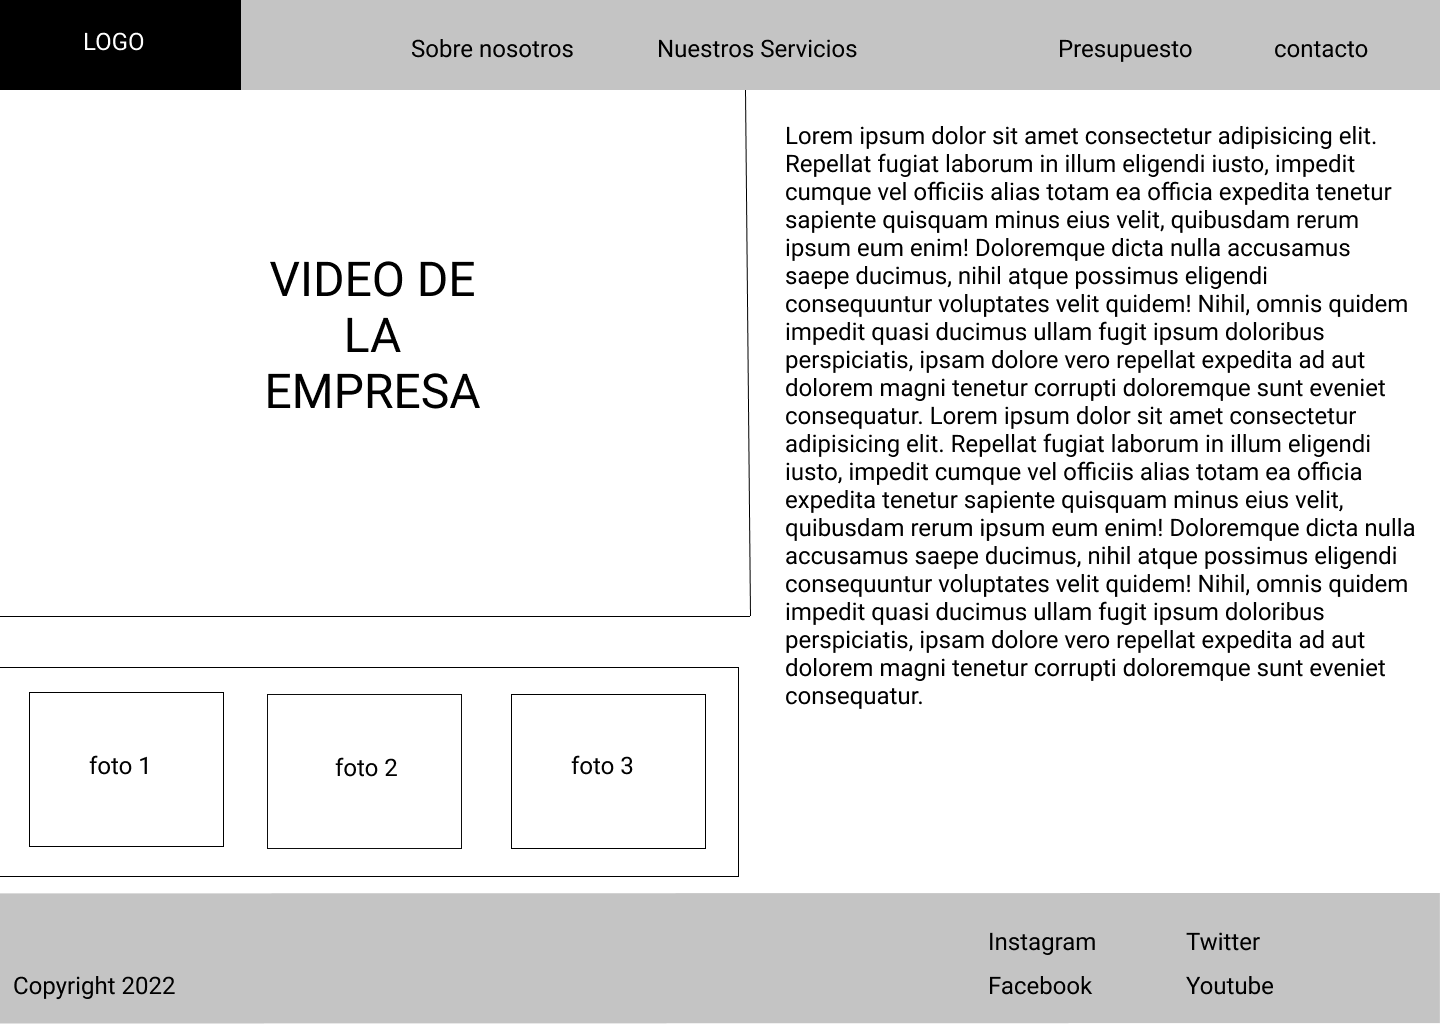 LOGO
Sobre nosotros
Nuestros Servicios
Presupuesto
contacto
VIDEO DE
LA
EMPRESA
Lorem ipsum dolor sit amet consectetur adipisicing elit.
Repellat fugiat laborum in illum eligendi iusto, impedit
cumque vel officiis alias totam ea officia expedita tenetur
sapiente quisquam minus eius velit, quibusdam rerum
ipsum eum enim! Doloremque dicta nulla accusamus
saepe ducimus, nihil atque possimus eligendi
consequuntur voluptates velit quidem! Nihil, omnis quidem
impedit quasi ducimus ullam fugit ipsum doloribus
perspiciatis, ipsam dolore vero repellat expedita ad aut
dolorem magni tenetur corrupti doloremque sunt eveniet
consequatur. Lorem ipsum dolor sit amet consectetur
adipisicing elit. Repellat fugiat laborum in illum eligendi
iusto, impedit cumque vel officiis alias totam ea officia
expedita tenetur sapiente quisquam minus eius velit,
quibusdam rerum ipsum eum enim! Doloremque dicta nulla
accusamus saepe ducimus, nihil atque possimus eligendi
consequuntur voluptates velit quidem! Nihil, omnis quidem
impedit quasi ducimus ullam fugit ipsum doloribus
perspiciatis, ipsam dolore vero repellat expedita ad aut
dolorem magni tenetur corrupti doloremque sunt eveniet
consequatur.
foto 1
foto 2
foto 3
Instagram
Twitter
Copyright 2022
Facebook
Youtube